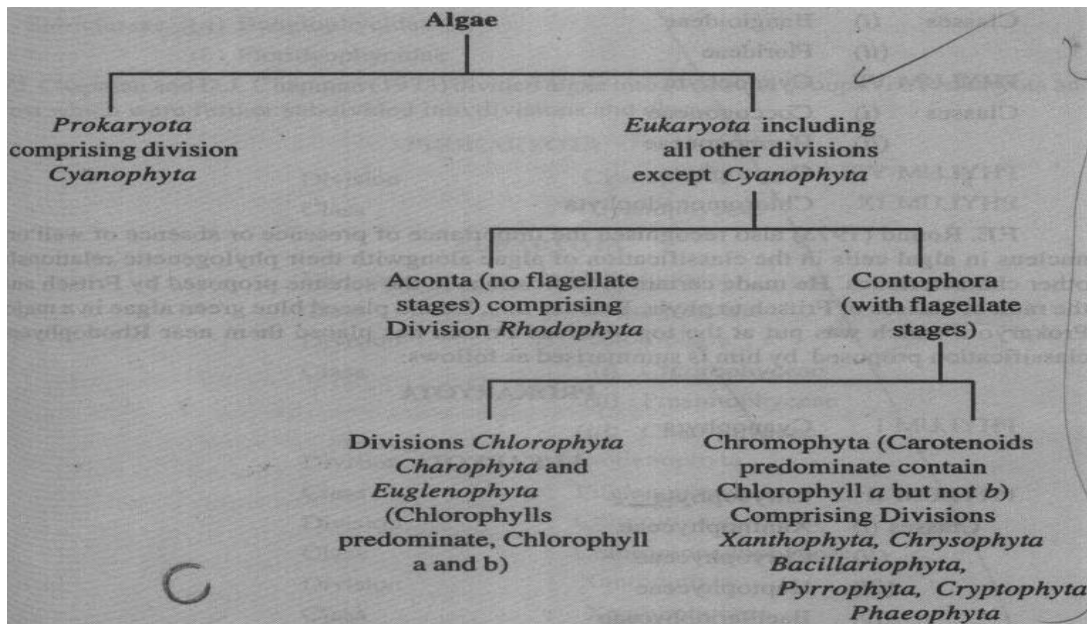 Algae
Prokaryota
comprising division
Cyanophyta
Eukaryota including
all other divisions
except Cyanophyta
Aconta (no flagellate
stages) comprising
Division Rhodophyta
Contophora
(with flagellate
stages)
Divisions Chlorophyta
Charophyta and
Euglenophyta
(Chlorophylls
predominate, Chlorophyll
a and b)
Chromophyta (Carotenoids
predominate contain
Chlorophyll a but not b)
Comprising Divisions
Xanthophyta, Chrysophyta
Bacillariophyta,
Pyrrophyta, Cryptophyta
Phaeophyta